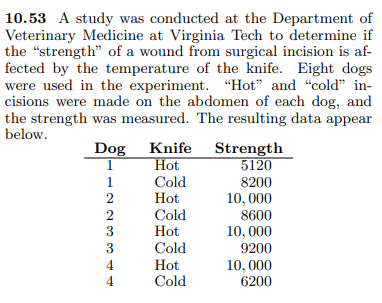 10.53 A study was conducted at the Department of
Veterinary Medicine at Virginia Tech to determine if
the “strength” of a wound from surgical incision is af-
fected by the temperature of the knife. Eight dogs
were used in the experiment. “Hot” and “cold” in-
cisions were made on the abdomen of each dog, and
the strength was measured. The resulting data appear
below.
Dog Knife Strength
1 Hot 5120
1 Cold 8200
2 Hot 10, 000
2 Cold 8600
3 Hot 10, 000
3 Cold 9200
4 Hot 10, 000
4 Cold 6200